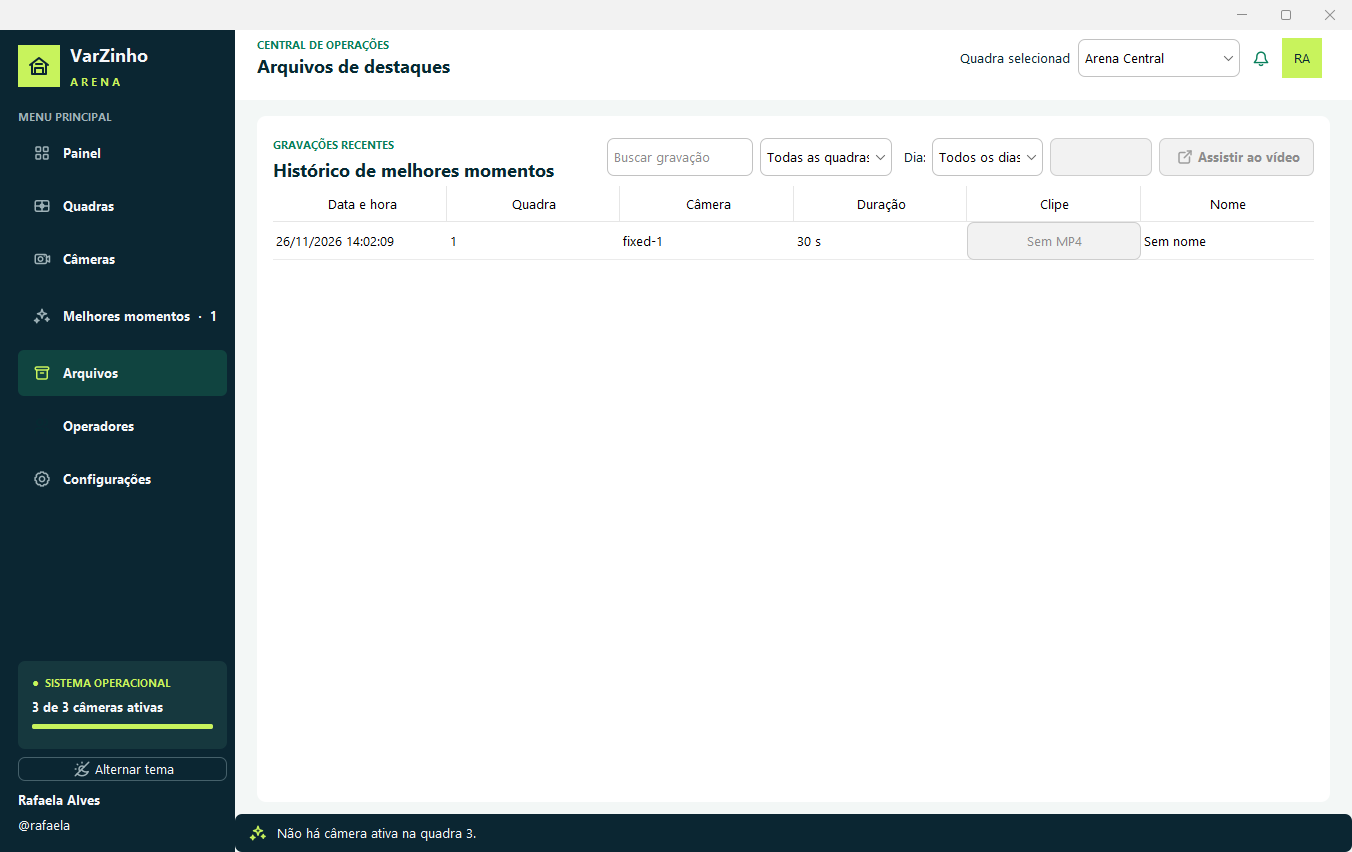 VarZinho
ARENA
MENU PRINCIPAL
Painel
Quadras
Câmeras
Melhores momentos · 1
Arquivos
Operadores
Configurações
● SISTEMA OPERACIONAL
3 de 3 câmeras ativas
Alternar tema
Rafaela Alves
@rafaela
CENTRAL DE OPERAÇÕES
Arquivos de destaques
Quadra selecionad
Arena Central
RA
GRAVAÇÕES RECENTES
Histórico de melhores momentos
Buscar gravação
Todas as quadras
Dia:
Todos os dias
Assistir ao vídeo
Data e hora Quadra Câmera Duração Clipe Nome
26/11/2026 14:02:09 1 fixed-1 30 s Sem MP4 Sem nome
Não há câmera ativa na quadra 3.